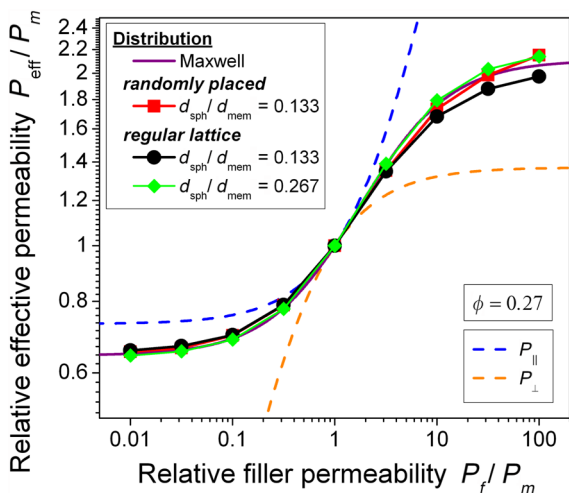 Relative effective permeability P_eff / P_m
2.4
2.2
2
1.8
1.6
1.4
1.2
1
0.8
0.6
Distribution
Maxwell
randomly placed
d_sph / d_mem = 0.133
regular lattice
d_sph / d_mem = 0.133
d_sph / d_mem = 0.267
ϕ = 0.27
P_||
P_⊥
0.01 0.1 1 10 100
Relative filler permeability P_f / P_m